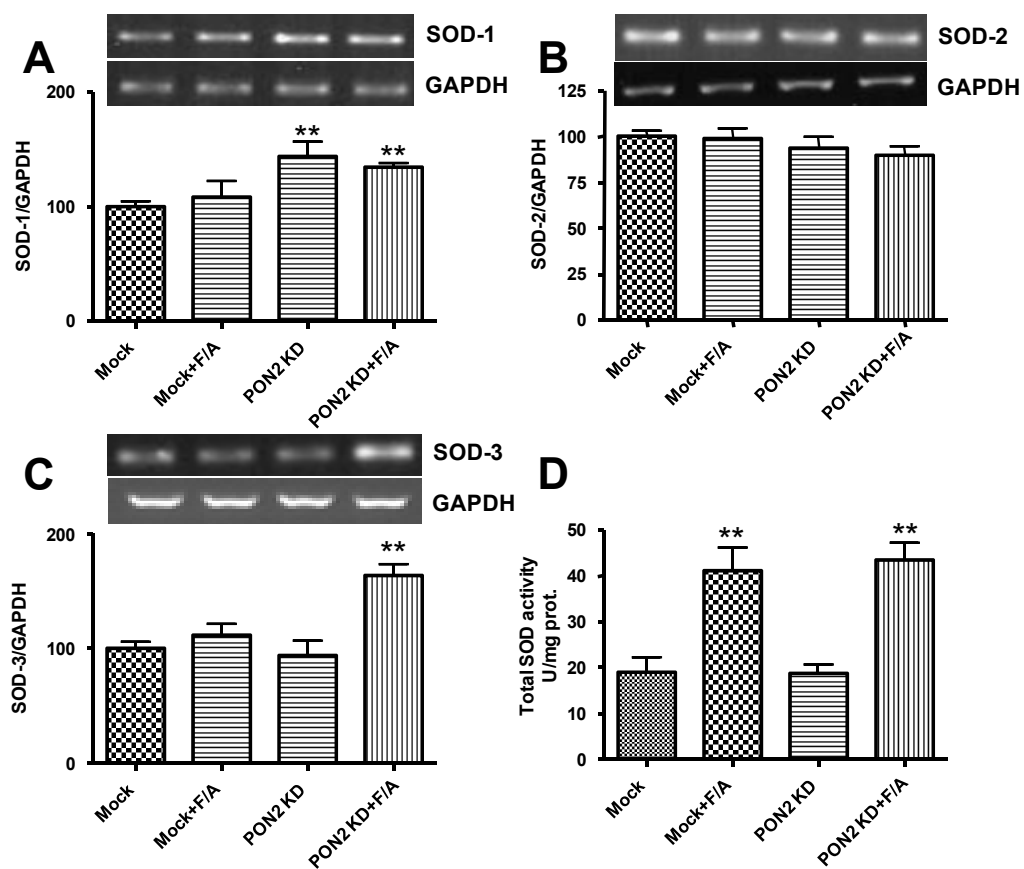 A
SOD-1
GAPDH
SOD-1/GAPDH
200
100
0
**
**
Mock
Mock+F/A
PON2 KD
PON2 KD+F/A
B
SOD-2
GAPDH
SOD-2/GAPDH
125
100
75
50
25
0
Mock
Mock+F/A
PON2 KD
PON2 KD+F/A
C
SOD-3
GAPDH
SOD-3/GAPDH
200
100
0
**
Mock
Mock+F/A
PON2 KD
PON2 KD+F/A
D
Total SOD activity
U/mg prot.
50
40
30
20
10
0
**
**
Mock
Mock+F/A
PON2 KD
PON2 KD+F/A